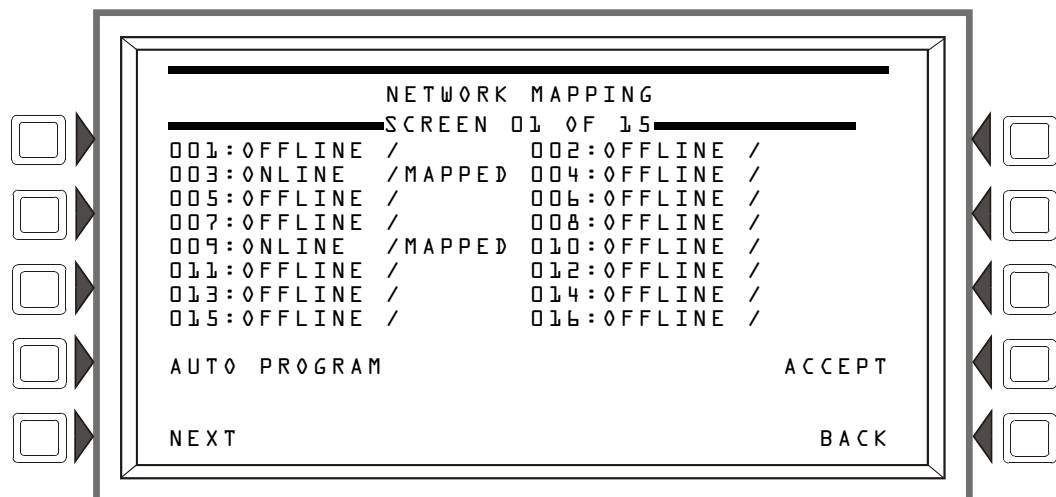 NETWORK MAPPING
SCREEN 01 OF 15
001:OFFLINE / 002:OFFLINE /
003:ONLINE /MAPPED 004:OFFLINE /
005:OFFLINE / 006:OFFLINE /
007:OFFLINE / 008:OFFLINE /
009:ONLINE /MAPPED 010:OFFLINE /
011:OFFLINE / 012:OFFLINE /
013:OFFLINE / 014:OFFLINE /
015:OFFLINE / 016:OFFLINE /
AUTO PROGRAM ACCEPT
NEXT BACK